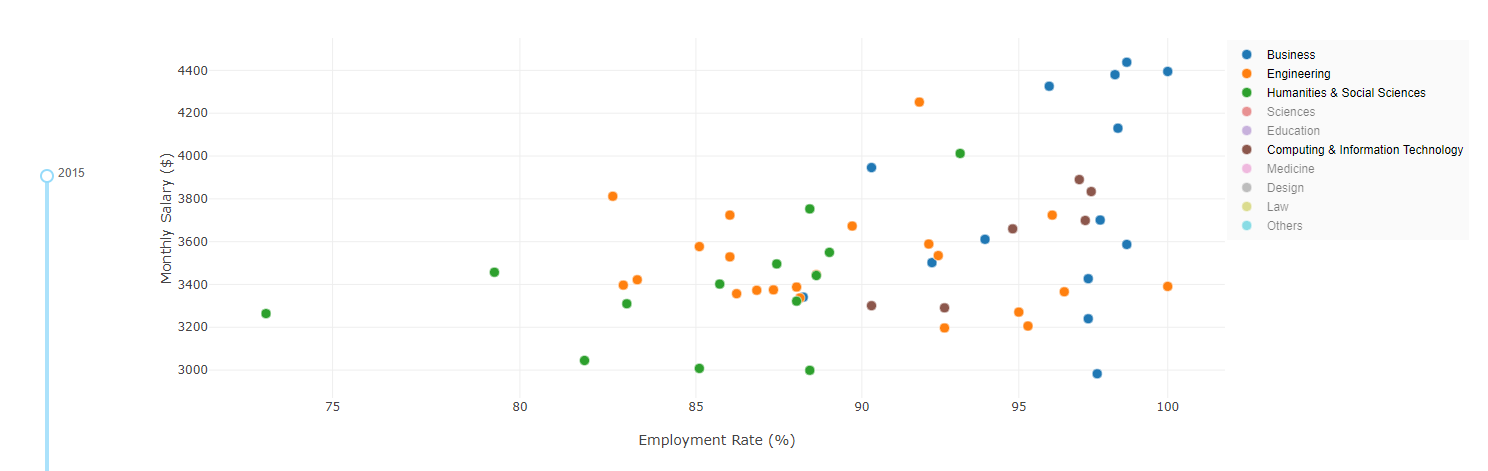 2015
Monthly Salary ($)
4400
4200
4000
3800
3600
3400
3200
3000
75 80 85 90 95 100
Employment Rate (%)
Business
Engineering
Humanities & Social Sciences
Sciences
Education
Computing & Information Technology
Medicine
Design
Law
Others